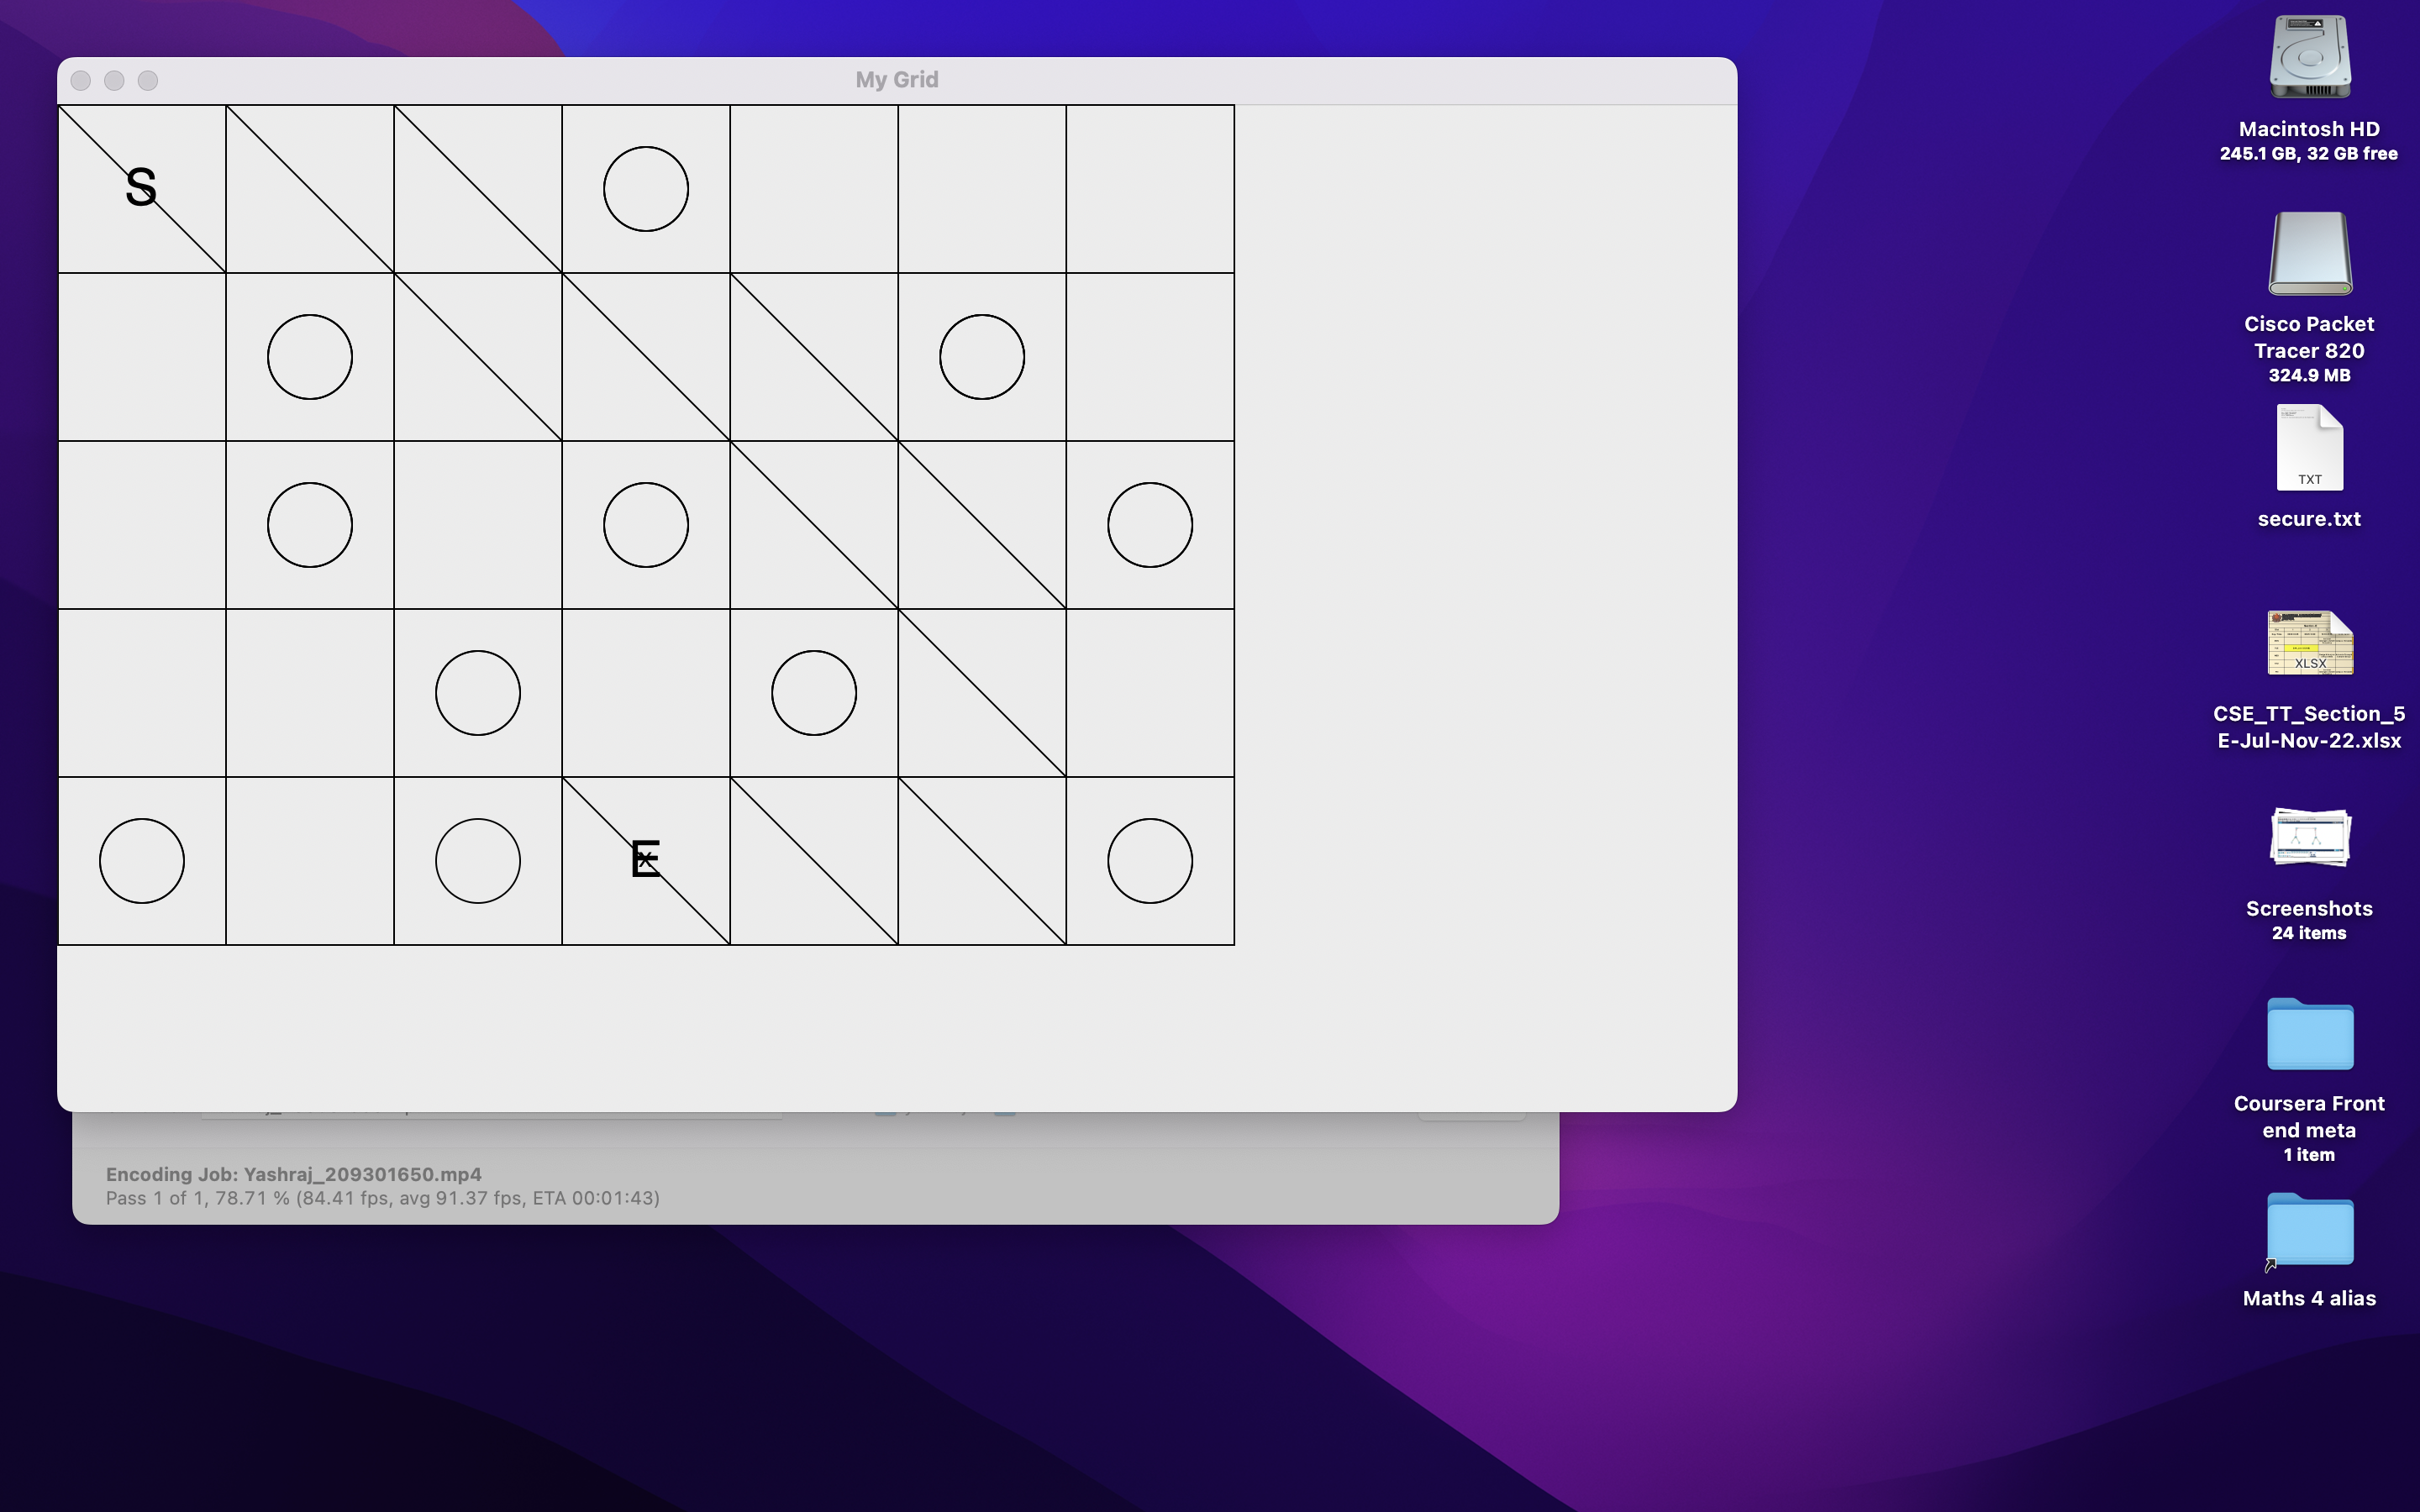 My Grid
S
E
x
Encoding Job: Yashraj_209301650.mp4
Pass 1 of 1, 78.71 % (84.41 fps, avg 91.37 fps, ETA 00:01:43)
Macintosh HD
245.1 GB, 32 GB free
Cisco Packet
Tracer 820
324.9 MB
TXT
secure.txt
XLSX
CSE_TT_Section_5
E-Jul-Nov-22.xlsx
Screenshots
24 items
Coursera Front
end meta
1 item
Maths 4 alias